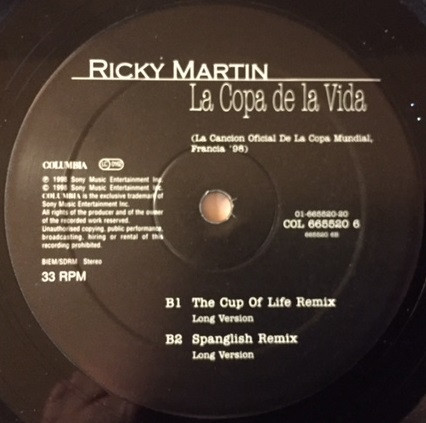 RICKY MARTIN
La Copa de la Vida
(La Cancion Oficial De La Copa Mundial,
Francia '98)
COLUMBIA
℗ 1998 Sony Music Entertainment Inc.
© 1998 Sony Music Entertainment Inc.
COLUMBIA is the exclusive trademark of
Sony Music Entertainment Inc.
All rights of the producer and of the owner
of the recorded work reserved.
Unauthorised copying, public performance,
broadcasting, hiring or rental of this
recording prohibited.
BIEM/SDRM Stereo
33 RPM
01-665520-20
COL 665520 6
665520 6B
B1 The Cup Of Life Remix
Long Version
B2 Spanglish Remix
Long Version